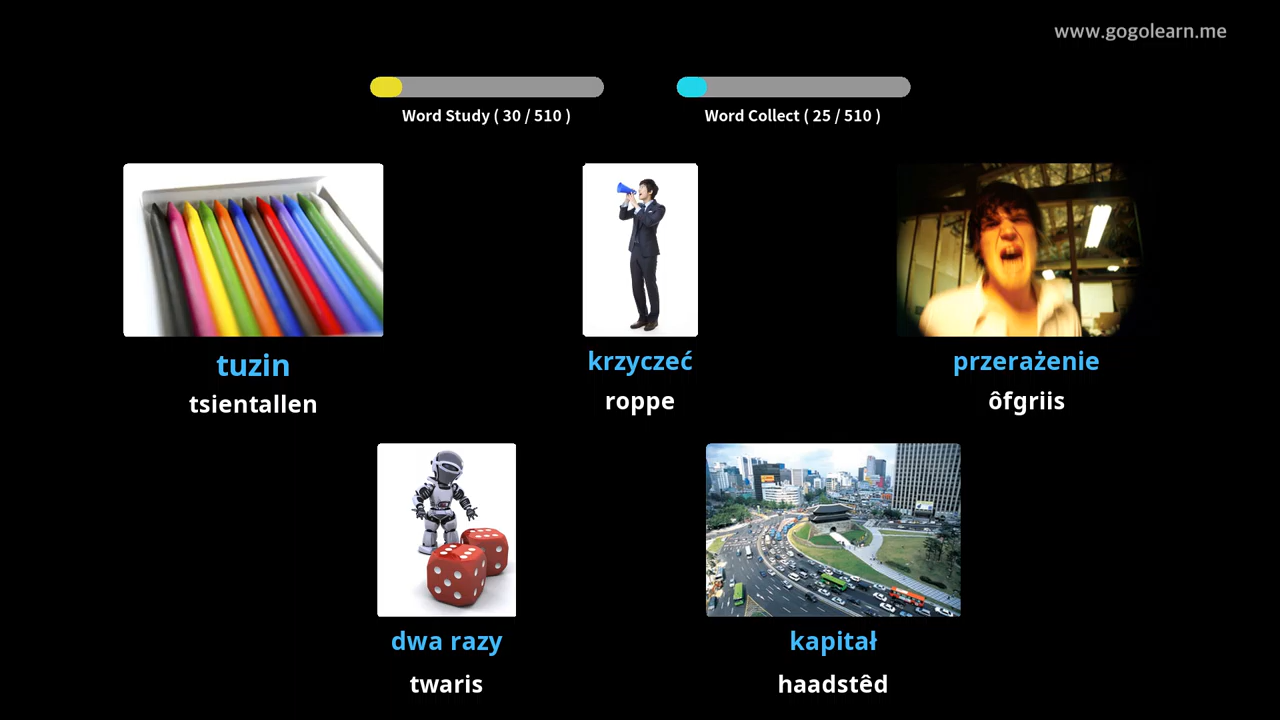 www.gogolearn.me
Word Study ( 30 / 510 )
Word Collect ( 25 / 510 )
tuzin
tsientallen
krzyczeć
roppe
przerażenie
ôfgriis
dwa razy
twaris
kapitał
haadstêd